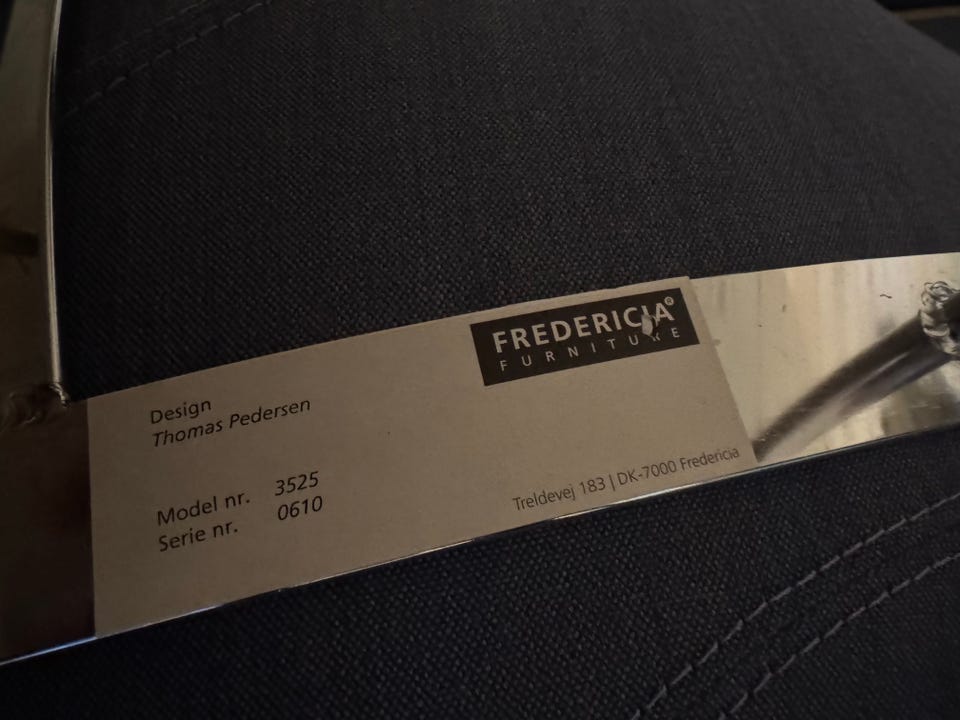 FREDERICIA®
FURNITURE
Design
Thomas Pedersen
Model nr. 3525
Serie nr. 0610
Treldevej 183 | DK-7000 Fredericia